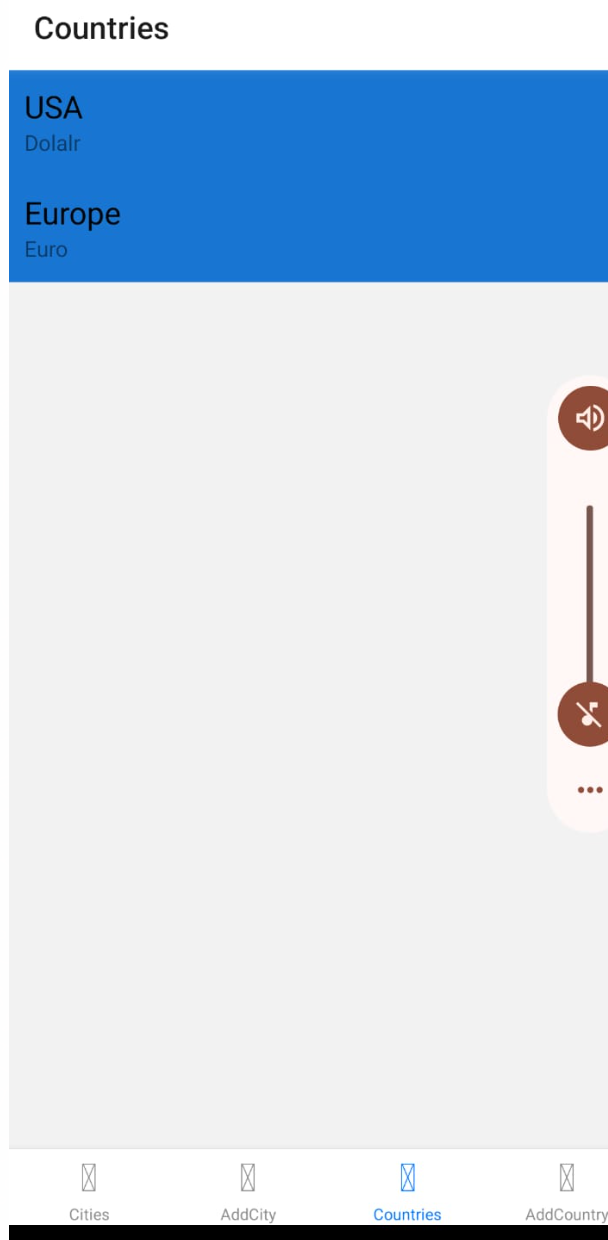 Countries
USA
Dolalr
Europe
Euro
Cities
AddCity
Countries
AddCountry